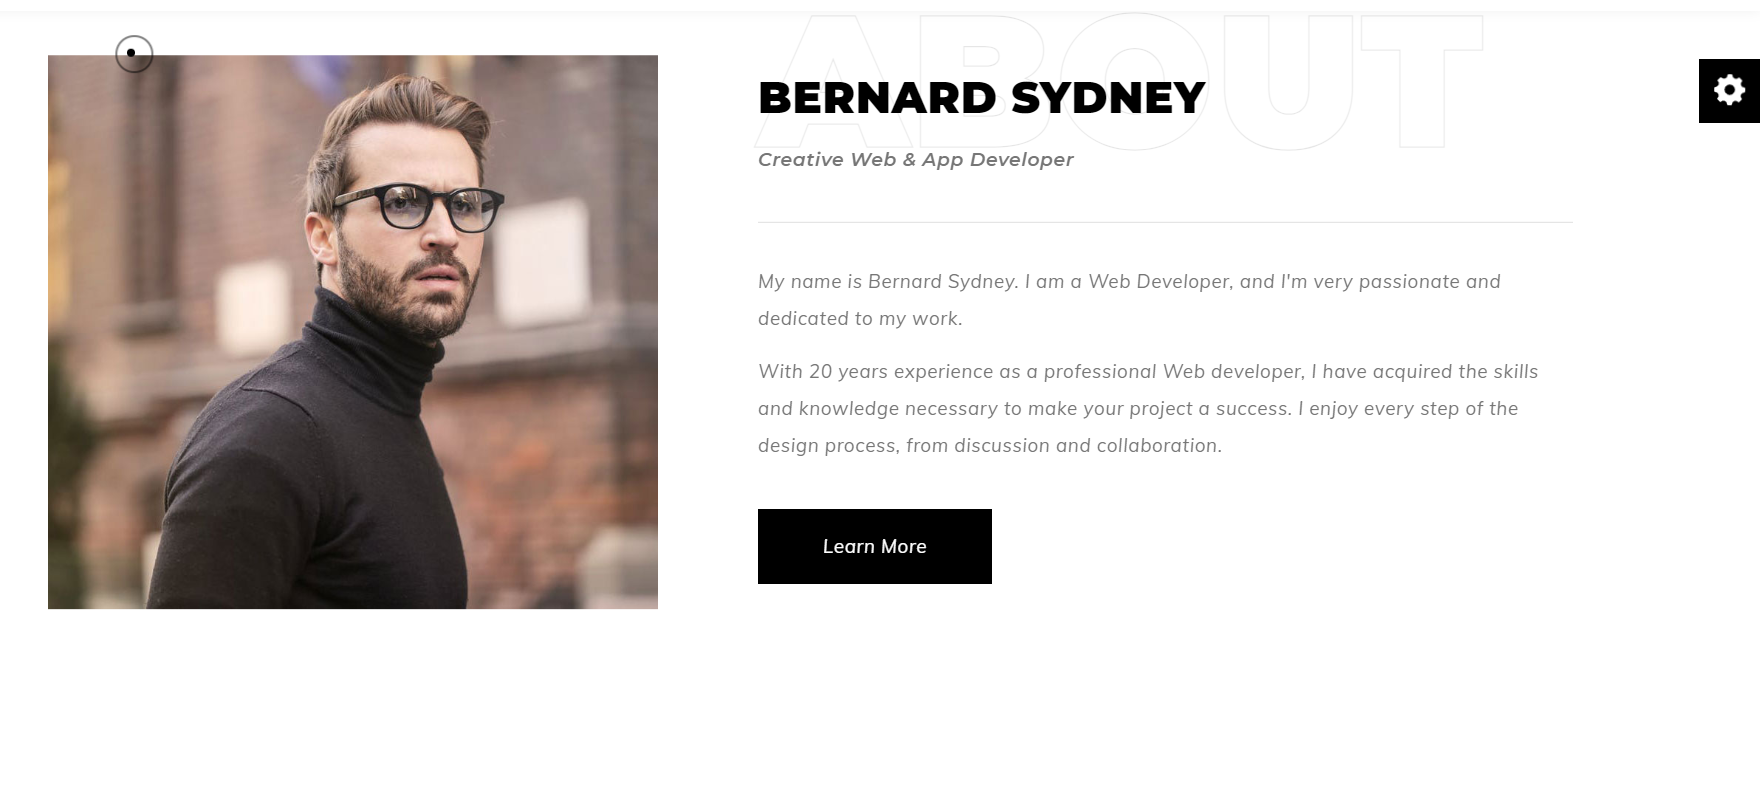 ABOUT
BERNARD SYDNEY
Creative Web & App Developer
My name is Bernard Sydney. I am a Web Developer, and I'm very passionate and
dedicated to my work.
With 20 years experience as a professional Web developer, I have acquired the skills
and knowledge necessary to make your project a success. I enjoy every step of the
design process, from discussion and collaboration.
Learn More